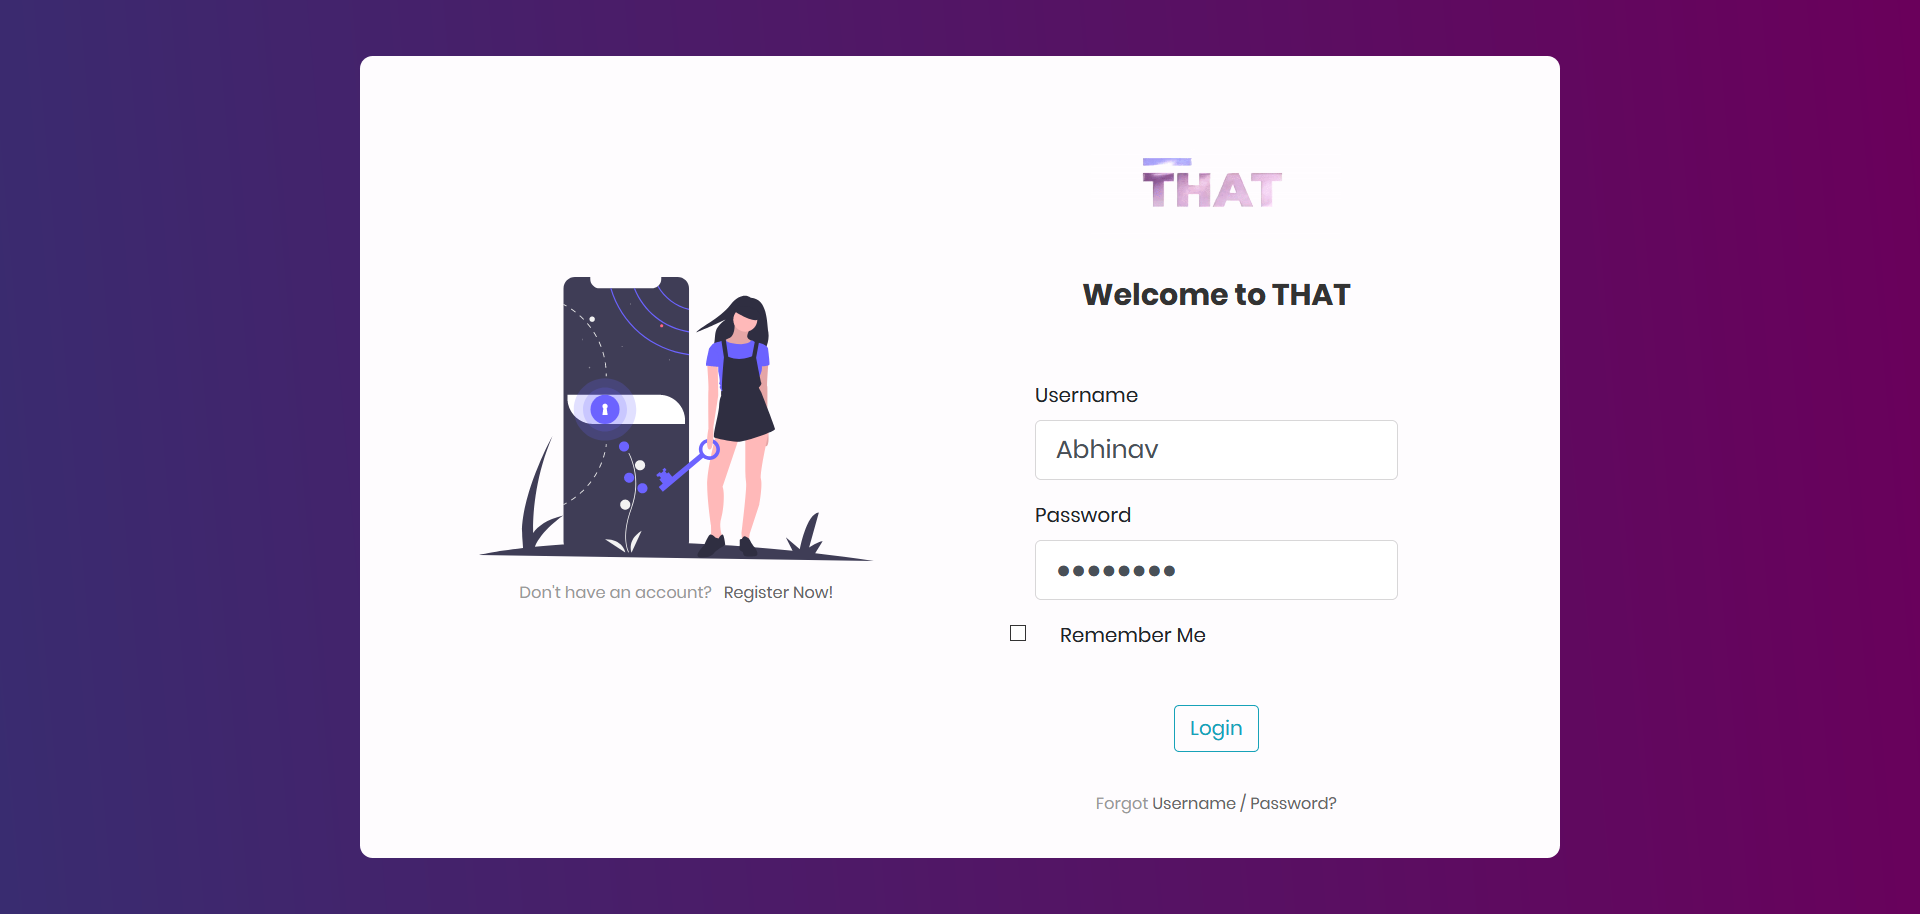 THAT
Welcome to THAT
Username
Abhinav
Password
●●●●●●●●
Remember Me
Login
Forgot Username / Password?
Don't have an account? Register Now!